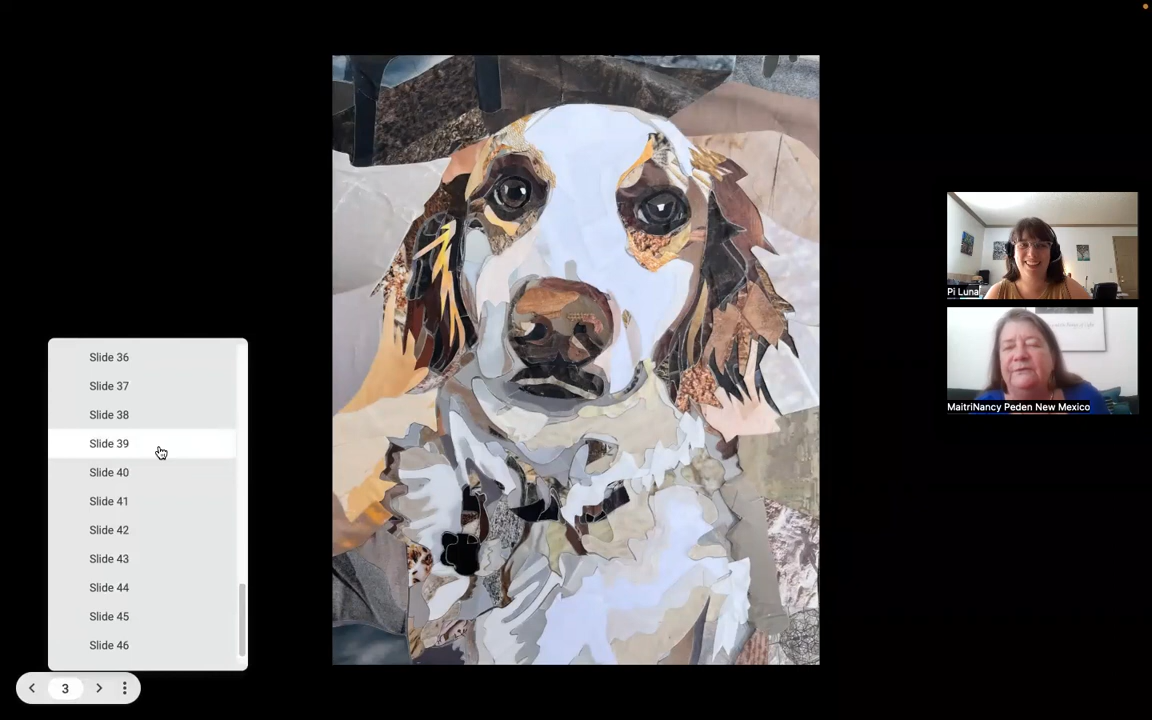 Slide 36
Slide 37
Slide 38
Slide 39
Slide 40
Slide 41
Slide 42
Slide 43
Slide 44
Slide 45
Slide 46
3
Pi Luna
MaitriNancy Peden New Mexico